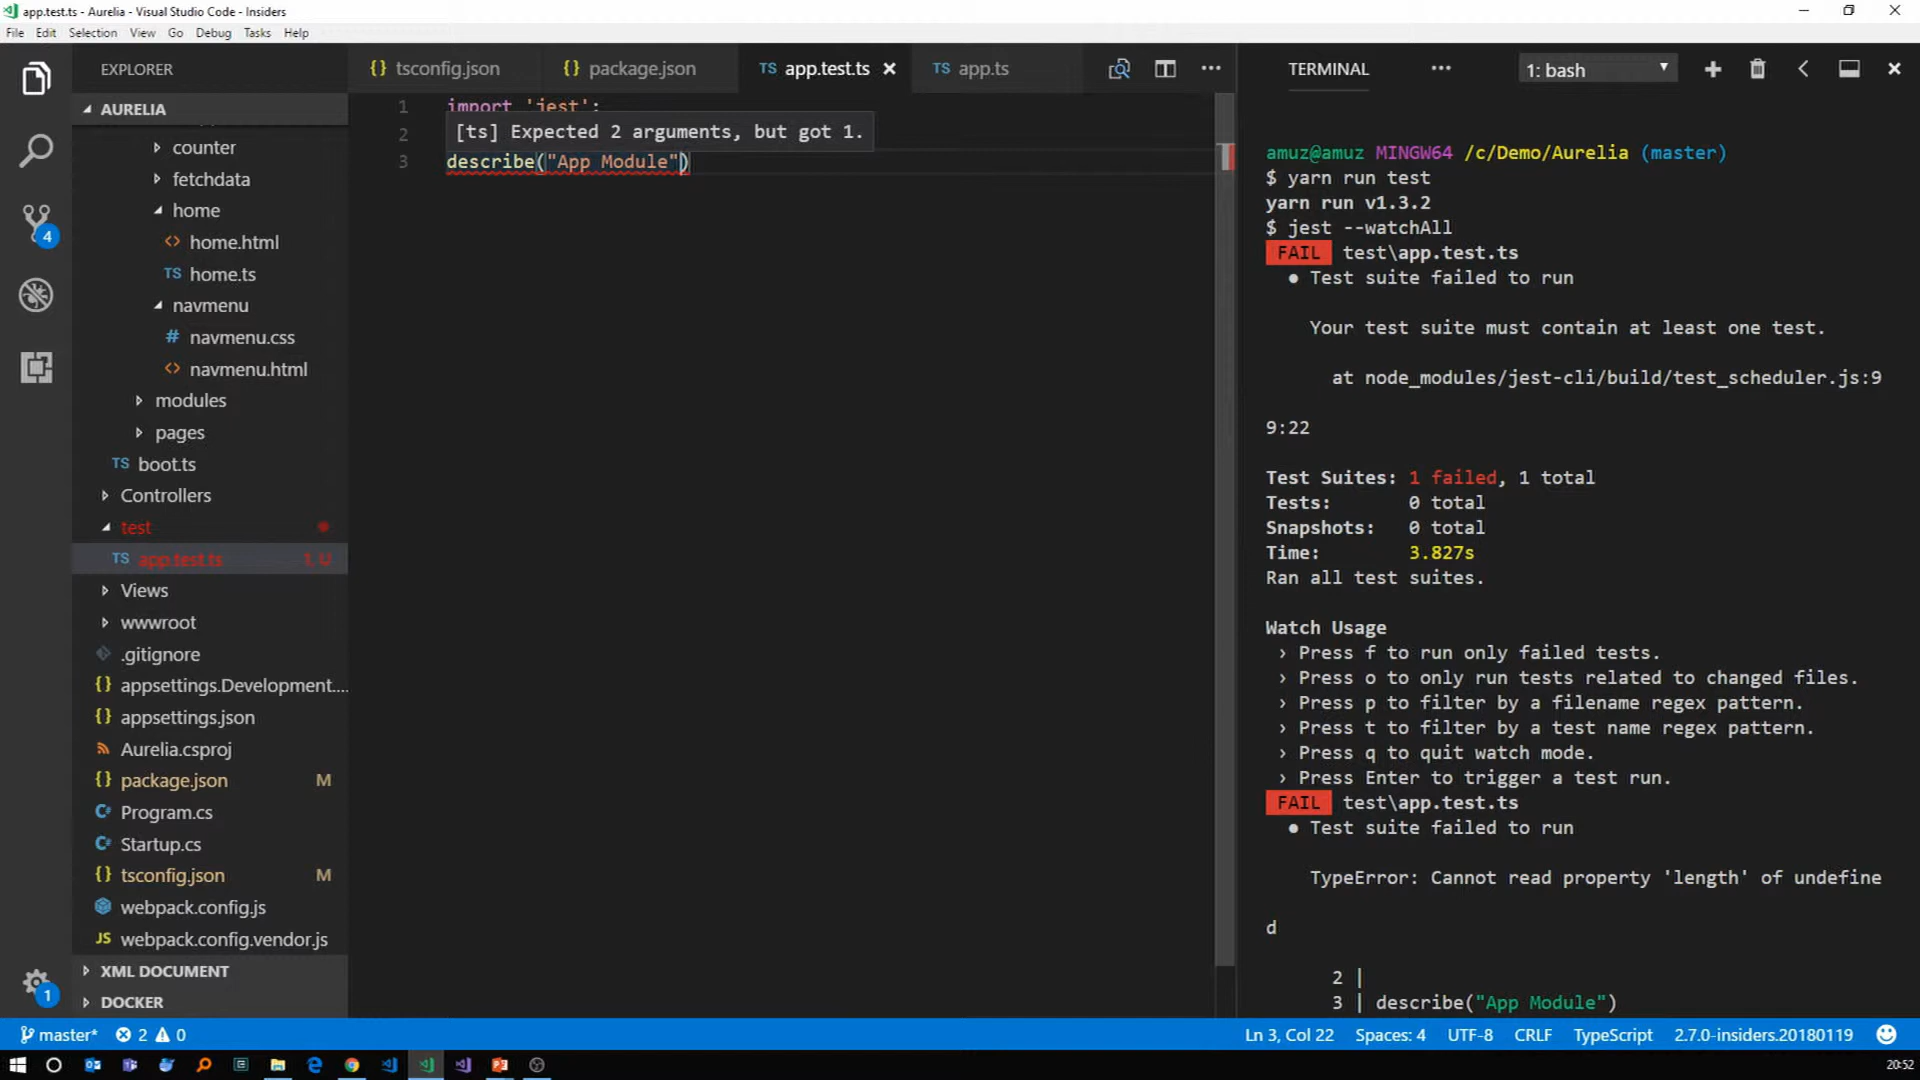 app.test.ts - Aurelia - Visual Studio Code - Insiders
File Edit Selection View Go Debug Tasks Help
EXPLORER
AURELIA
counter
fetchdata
home
<> home.html
TS home.ts
navmenu
# navmenu.css
<> navmenu.html
modules
pages
TS boot.ts
Controllers
test
TS app.test.ts 1, U
Views
wwwroot
.gitignore
{} appsettings.Development....
{} appsettings.json
Aurelia.csproj
{} package.json M
Program.cs
Startup.cs
{} tsconfig.json M
webpack.config.js
JS webpack.config.vendor.js
XML DOCUMENT
DOCKER
4
1
{} tsconfig.json
{} package.json
TS app.test.ts
TS app.ts
1 import 'jest';
[ts] Expected 2 arguments, but got 1.
2
3 describe("App Module")
TERMINAL
1: bash
amuz@amuz MINGW64 /c/Demo/Aurelia (master)
$ yarn run test
yarn run v1.3.2
$ jest --watchAll
FAIL test\app.test.ts
● Test suite failed to run
Your test suite must contain at least one test.
at node_modules/jest-cli/build/test_scheduler.js:9
9:22
Test Suites: 1 failed, 1 total
Tests: 0 total
Snapshots: 0 total
Time: 3.827s
Ran all test suites.
Watch Usage
› Press f to run only failed tests.
› Press o to only run tests related to changed files.
› Press p to filter by a filename regex pattern.
› Press t to filter by a test name regex pattern.
› Press q to quit watch mode.
› Press Enter to trigger a test run.
FAIL test\app.test.ts
● Test suite failed to run
TypeError: Cannot read property 'length' of undefine
d
2 |
3 | describe("App Module")
master* 2 0
Ln 3, Col 22 Spaces: 4 UTF-8 CRLF TypeScript 2.7.0-insiders.20180119
20:52